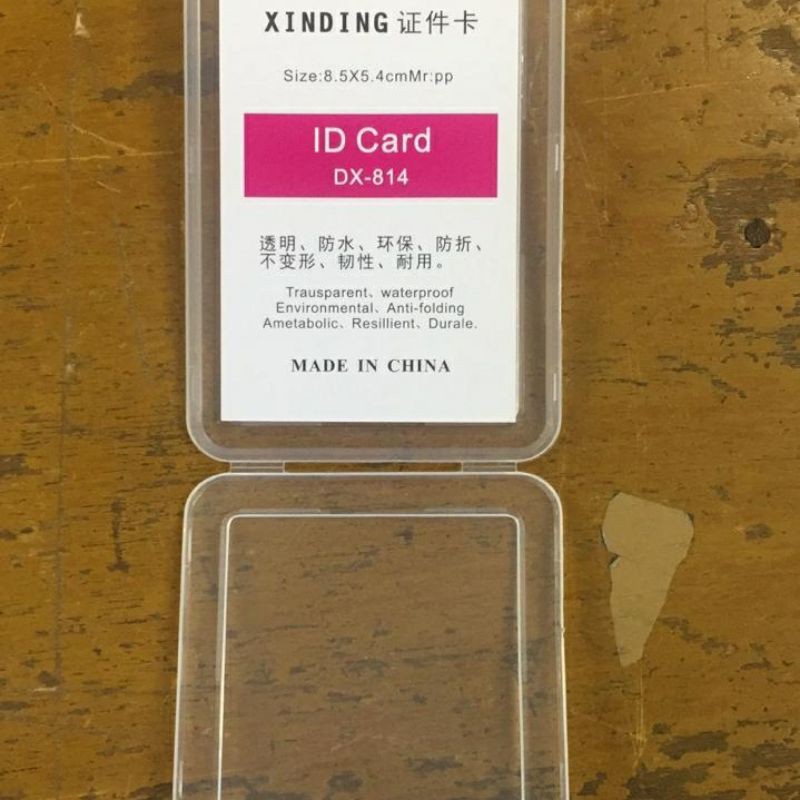 XINDING 证件卡
Size:8.5X5.4cmMr:pp
ID Card
DX-814
透明、防水、环保、防折、
不变形、韧性、耐用。
Trausparent、waterproof
Environmental、Anti-folding
Ametabolic、Resillient、Durale.
MADE IN CHINA